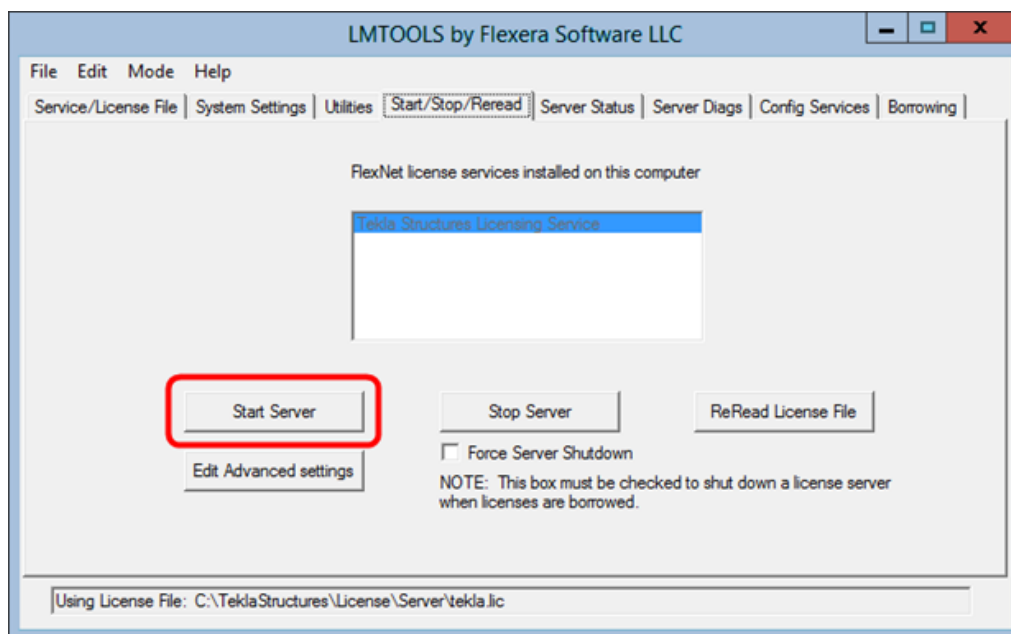 LMTOOLS by Flexera Software LLC
File Edit Mode Help
Service/License File System Settings Utilities Start/Stop/Reread Server Status Server Diags Config Services Borrowing
FlexNet license services installed on this computer
Tekla Structures Licensing Service
Start Server Stop Server ReRead License File
Force Server Shutdown
Edit Advanced settings
NOTE: This box must be checked to shut down a license server
when licenses are borrowed.
Using License File: C:\TeklaStructures\License\Server\tekla.lic